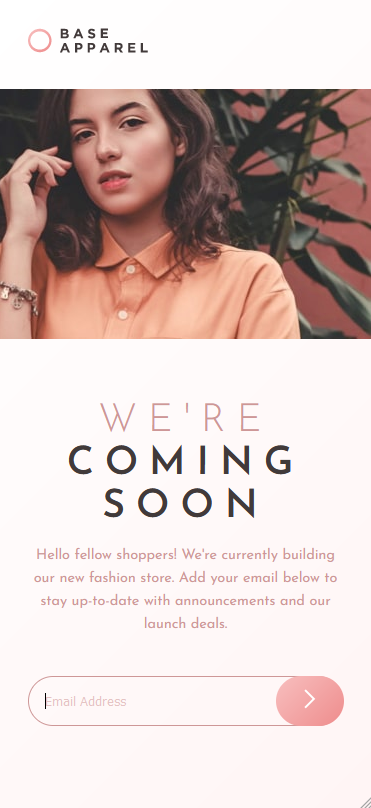 BASE
APPAREL
WE'RE
COMING
SOON
Hello fellow shoppers! We're currently building
our new fashion store. Add your email below to
stay up-to-date with announcements and our
launch deals.
Email Address